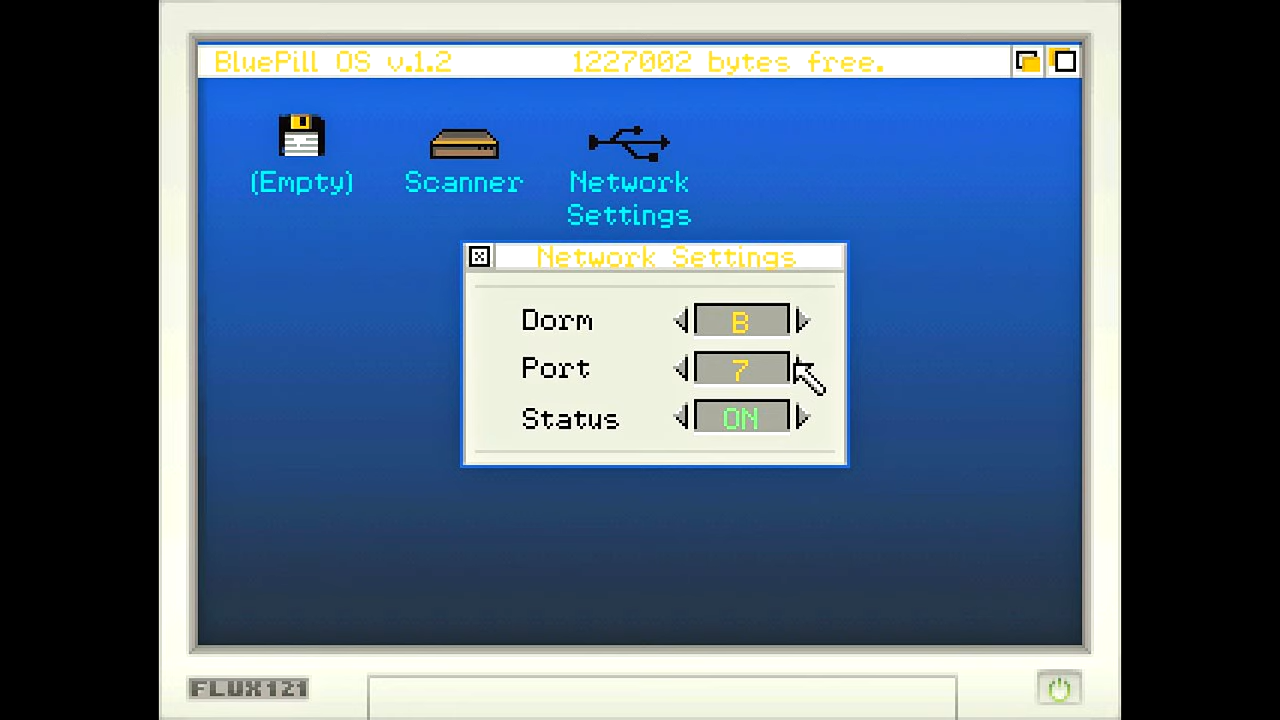 BluePill OS v.1.2 1227002 bytes free.
(Empty) Scanner Network
Settings
Network Settings
Dorm B
Port 7
Status ON
FLUX121